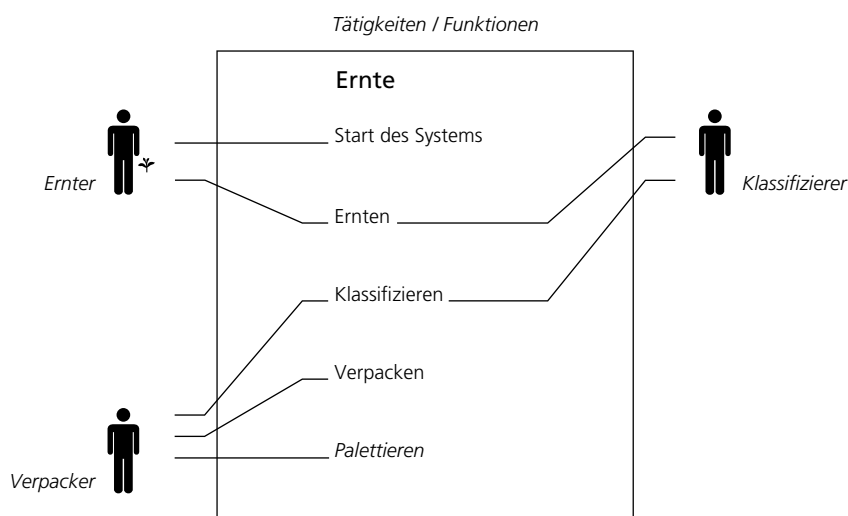 Tätigkeiten / Funktionen
Ernte
Start des Systems
Ernter
Klassifizierer
Ernten
Klassifizieren
Verpacken
Palettieren
Verpacker